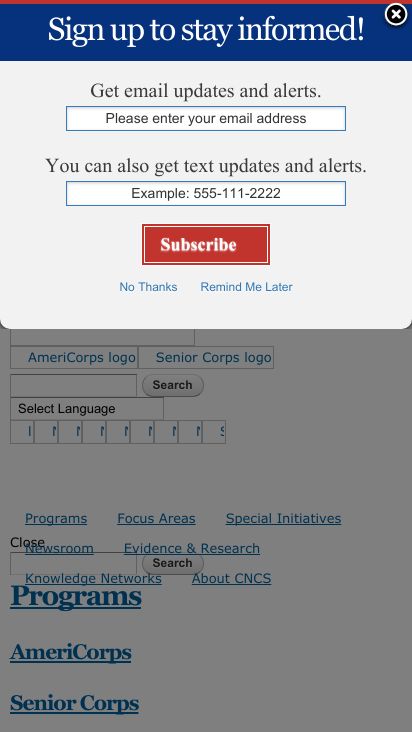 Sign up to stay informed!
Get email updates and alerts.
Please enter your email address
You can also get text updates and alerts.
Example: 555-111-2222
Subscribe
No Thanks Remind Me Later
AmeriCorps logo Senior Corps logo
Search
Select Language
Programs Focus Areas Special Initiatives
Close
Newsroom Evidence & Research
Search
Knowledge Networks About CNCS
Programs
AmeriCorps
Senior Corps